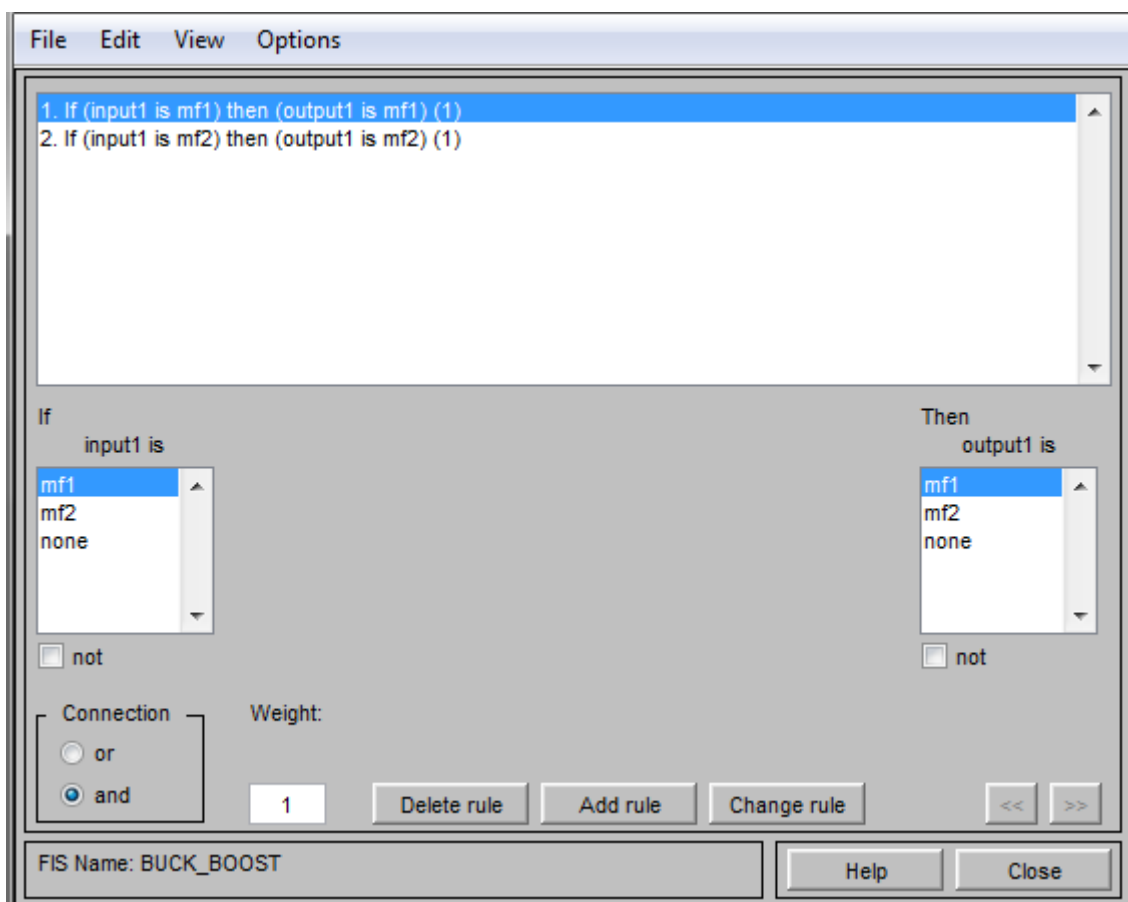 File Edit View Options
1. If (input1 is mf1) then (output1 is mf1) (1)
2. If (input1 is mf2) then (output1 is mf2) (1)
If
input1 is
mf1
mf2
none
not
Then
output1 is
mf1
mf2
none
not
Connection
or
and
Weight:
1
Delete rule
Add rule
Change rule
<<
>>
FIS Name: BUCK_BOOST
Help
Close